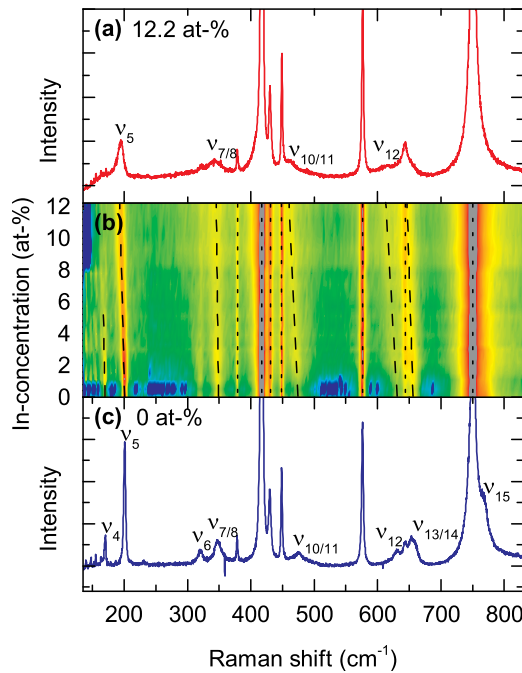 (a) 12.2 at-%
Intensity
ν5
ν7/8
ν10/11
ν12
(b)
In-concentration (at-%)
12
10
8
6
4
2
0
(c) 0 at-%
Intensity
ν4
ν5
ν6
ν7/8
ν10/11
ν12
ν13/14
ν15
200 300 400 500 600 700 800
Raman shift (cm-1)